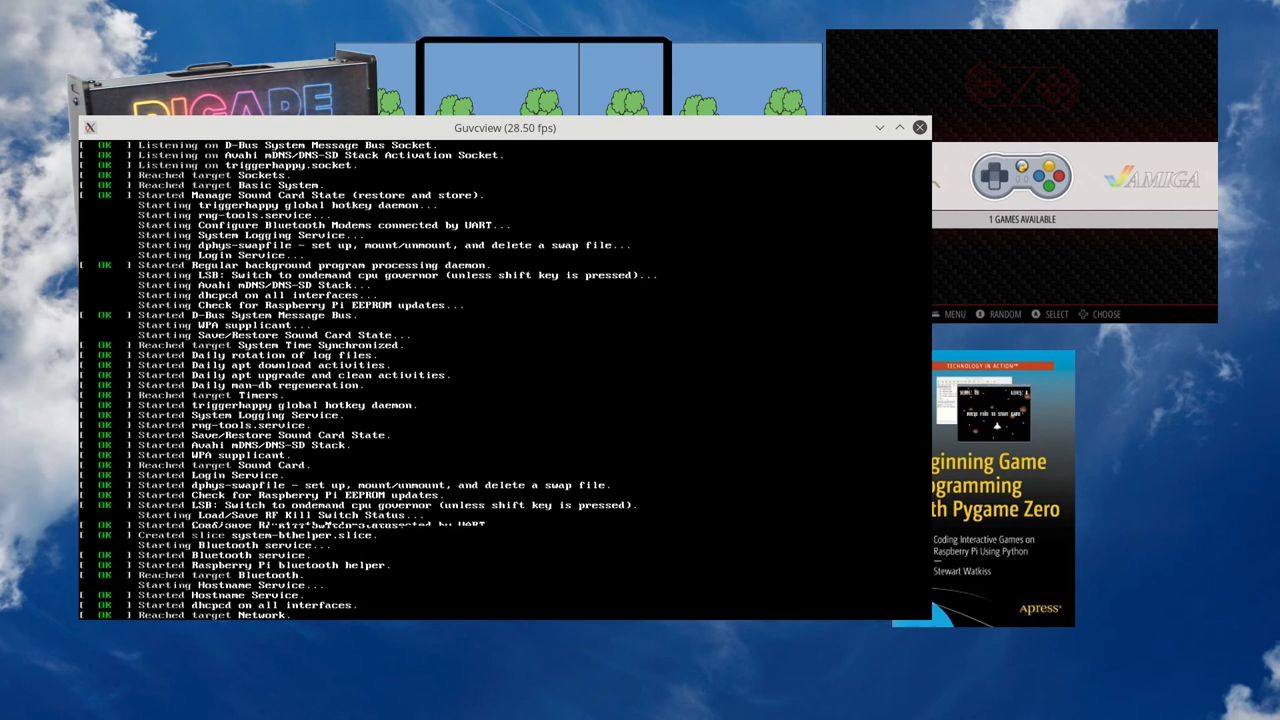 PICADE
Guvcview (28.50 fps)
[ OK ] Listening on D-Bus System Message Bus Socket.
[ OK ] Listening on Avahi mDNS/DNS-SD Stack Activation Socket.
[ OK ] Listening on triggerhappy.socket.
[ OK ] Reached target Sockets.
[ OK ] Reached target Basic System.
[ OK ] Started Manage Sound Card State (restore and store).
Starting triggerhappy global hotkey daemon...
Starting rng-tools.service...
Starting Configure Bluetooth Modems connected by UART...
Starting System Logging Service...
Starting dphys-swapfile - set up, mount/unmount, and delete a swap file...
Starting Login Service...
[ OK ] Started Regular background program processing daemon.
Starting LSB: Switch to ondemand cpu governor (unless shift key is pressed)...
Starting Avahi mDNS/DNS-SD Stack...
Starting dhcpcd on all interfaces...
Starting Check for Raspberry Pi EEPROM updates...
[ OK ] Started D-Bus System Message Bus.
Starting WPA supplicant...
Starting Save/Restore Sound Card State...
[ OK ] Reached target System Time Synchronized.
[ OK ] Started Daily rotation of log files.
[ OK ] Started Daily apt download activities.
[ OK ] Started Daily apt upgrade and clean activities.
[ OK ] Started Daily man-db regeneration.
[ OK ] Reached target Timers.
[ OK ] Started triggerhappy global hotkey daemon.
[ OK ] Started System Logging Service.
[ OK ] Started rng-tools.service.
[ OK ] Started Save/Restore Sound Card State.
[ OK ] Started Avahi mDNS/DNS-SD Stack.
[ OK ] Started WPA supplicant.
[ OK ] Reached target Sound Card.
[ OK ] Started Login Service.
[ OK ] Started dphys-swapfile - set up, mount/unmount, and delete a swap file.
[ OK ] Started Check for Raspberry Pi EEPROM updates.
[ OK ] Started LSB: Switch to ondemand cpu governor (unless shift key is pressed).
Starting Load/Save RF Kill Switch Status...
[ OK ] Started by UART
[ OK ] Created slice system-bthelper.slice.
Starting Bluetooth service...
[ OK ] Started Bluetooth service.
[ OK ] Started Raspberry Pi bluetooth helper.
[ OK ] Reached target Bluetooth.
Starting Hostname Service...
[ OK ] Started Hostname Service.
[ OK ] Started dhcpcd on all interfaces.
[ OK ] Reached target Network.
AMIGA
1 GAMES AVAILABLE
MENU RANDOM SELECT CHOOSE
TECHNOLOGY IN ACTION™
PRESS FIRE TO START GAME
ginning Game
ogramming
th Pygame Zero
Coding Interactive Games on
Raspberry Pi Using Python
Stewart Watkiss
Apress®